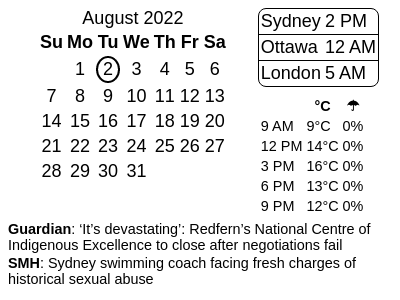 August 2022
Su Mo Tu We Th Fr Sa
1 2 3 4 5 6
7 8 9 10 11 12 13
14 15 16 17 18 19 20
21 22 23 24 25 26 27
28 29 30 31
Sydney 2 PM
Ottawa 12 AM
London 5 AM
°C ☂
9 AM 9°C 0%
12 PM 14°C 0%
3 PM 16°C 0%
6 PM 13°C 0%
9 PM 12°C 0%
Guardian: ‘It’s devastating’: Redfern’s National Centre of
Indigenous Excellence to close after negotiations fail
SMH: Sydney swimming coach facing fresh charges of
historical sexual abuse